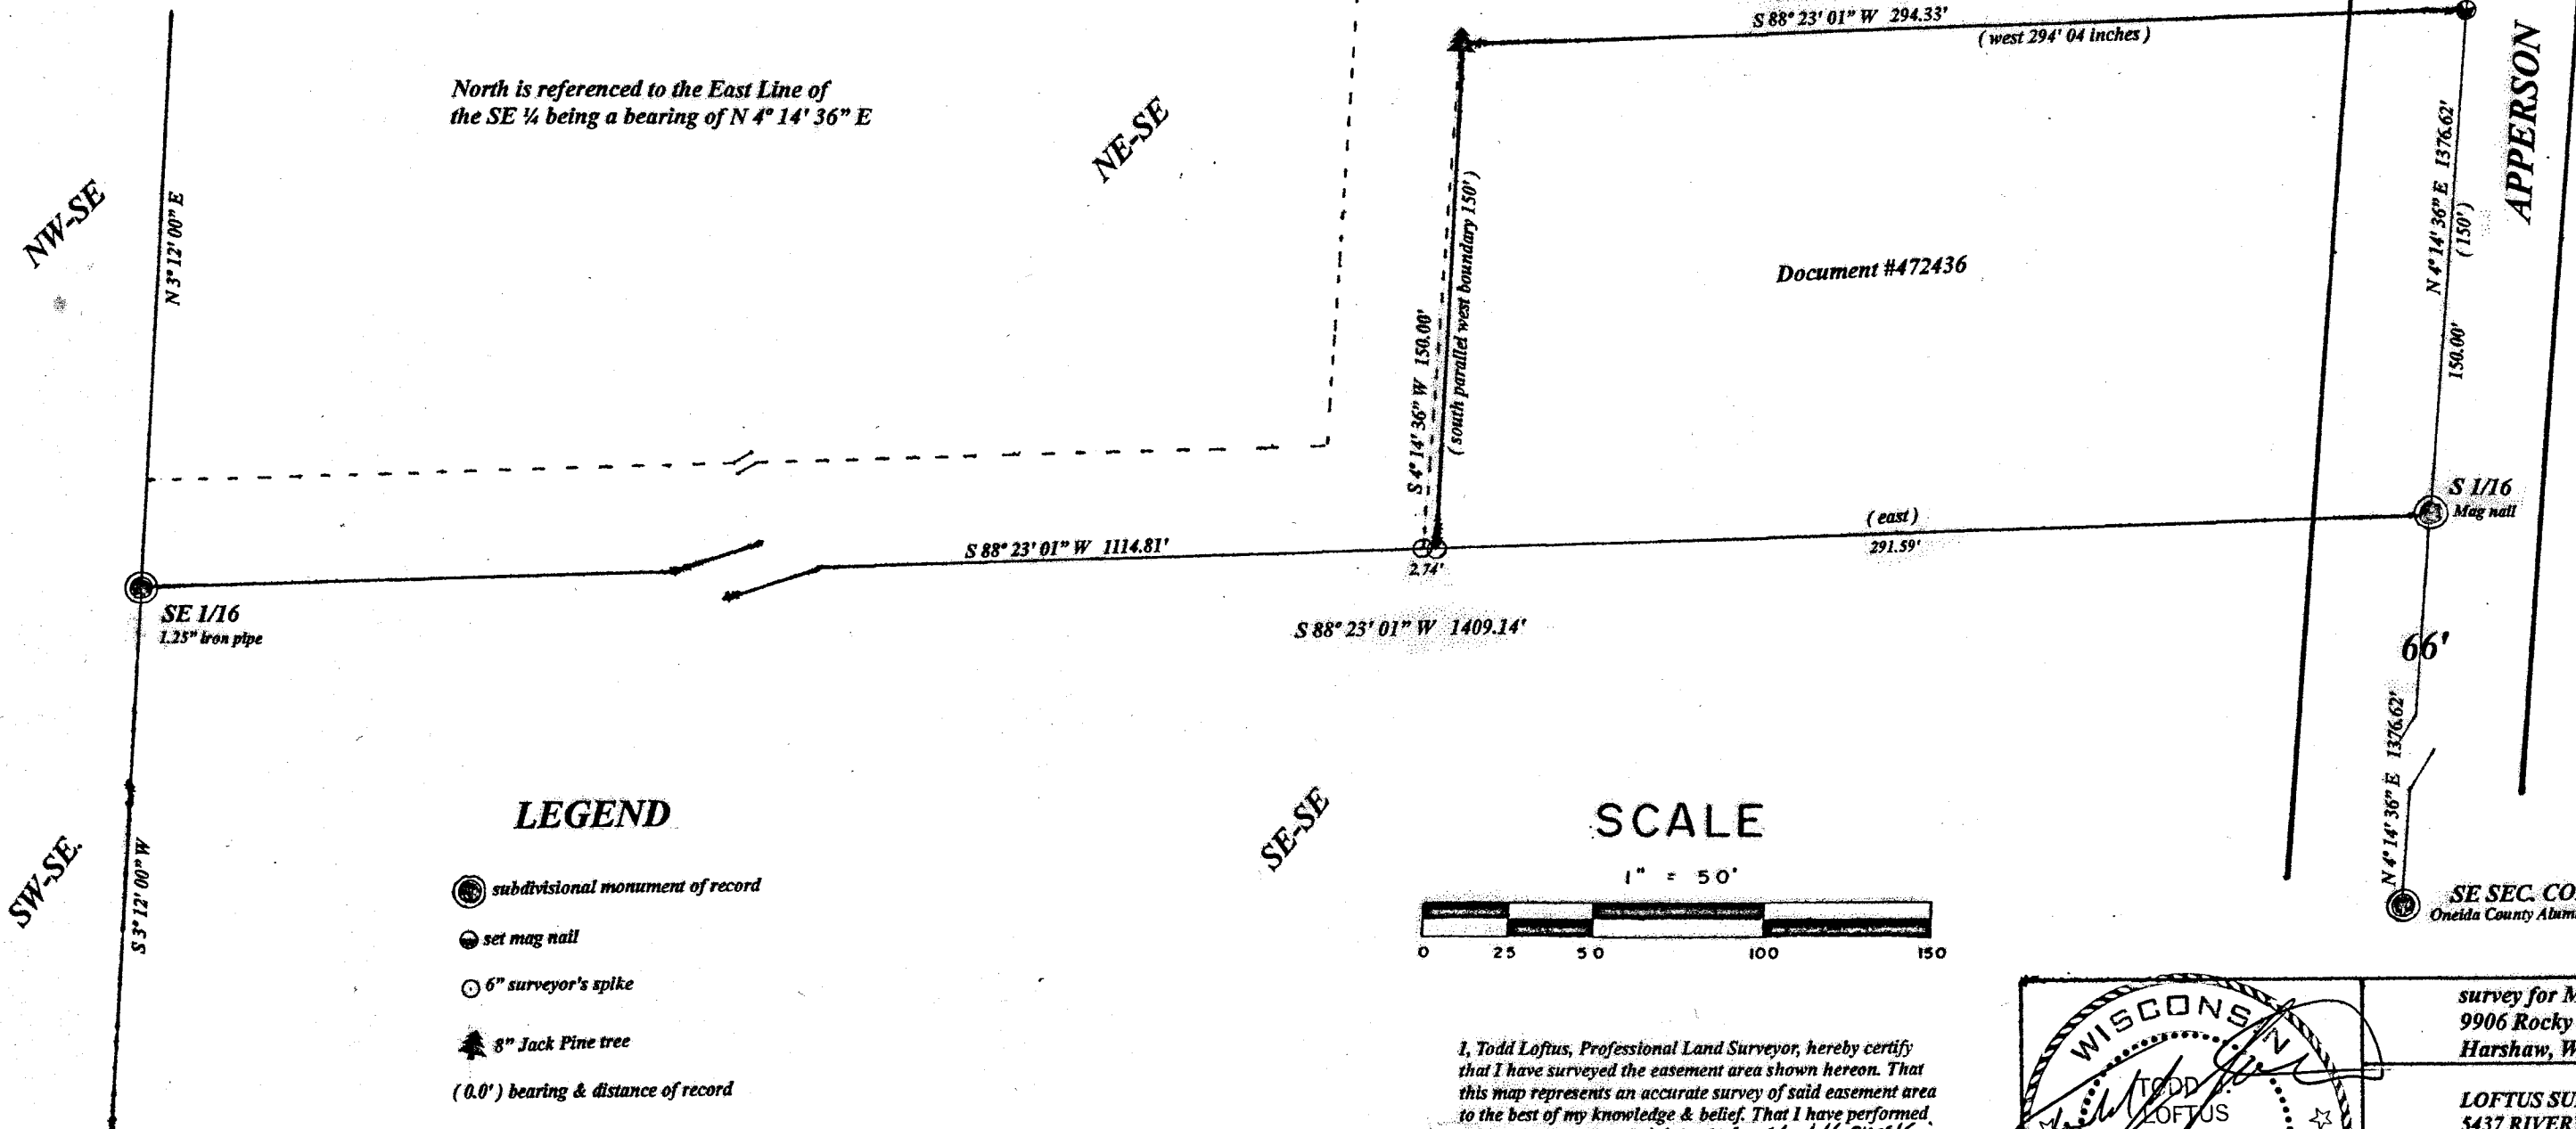 S 88° 23' 01" W 294.33'
( west 294' 04 inches )
North is referenced to the East Line of
the SE ¼ being a bearing of N 4° 14' 36" E
NW-SE
N 3° 12' 00" E
NE-SE
S 4° 14' 36" W 150.00'
( south parallel west boundary 150' )
Document #472436
N 4° 14' 36" E 1376.62'
( 150' )
150.00'
APPERSON
S 1/16
Mag nail
( east )
291.59'
S 88° 23' 01" W 1114.81'
2.74'
SE 1/16
1.25" iron pipe
S 88° 23' 01" W 1409.14'
66'
N 4° 14' 36" E 1376.62'
SE SEC. CO
Oneida County Alum
SW-SE.
S 3° 12' 00" W
SE-SE
LEGEND
subdivisional monument of record
set mag nail
6" surveyor's spike
8" Jack Pine tree
( 0.0' ) bearing & distance of record
SCALE
1" = 50'
0 25 50 100 150
I, Todd Loftus, Professional Land Surveyor, hereby certify
that I have surveyed the easement area shown hereon. That
this map represents an accurate survey of said easement area
to the best of my knowledge & belief. That I have performed
WISCONSIN
TODD
LOFTUS
survey for M
9906 Rocky
Harshaw, W
LOFTUS SU
5437 RIVER